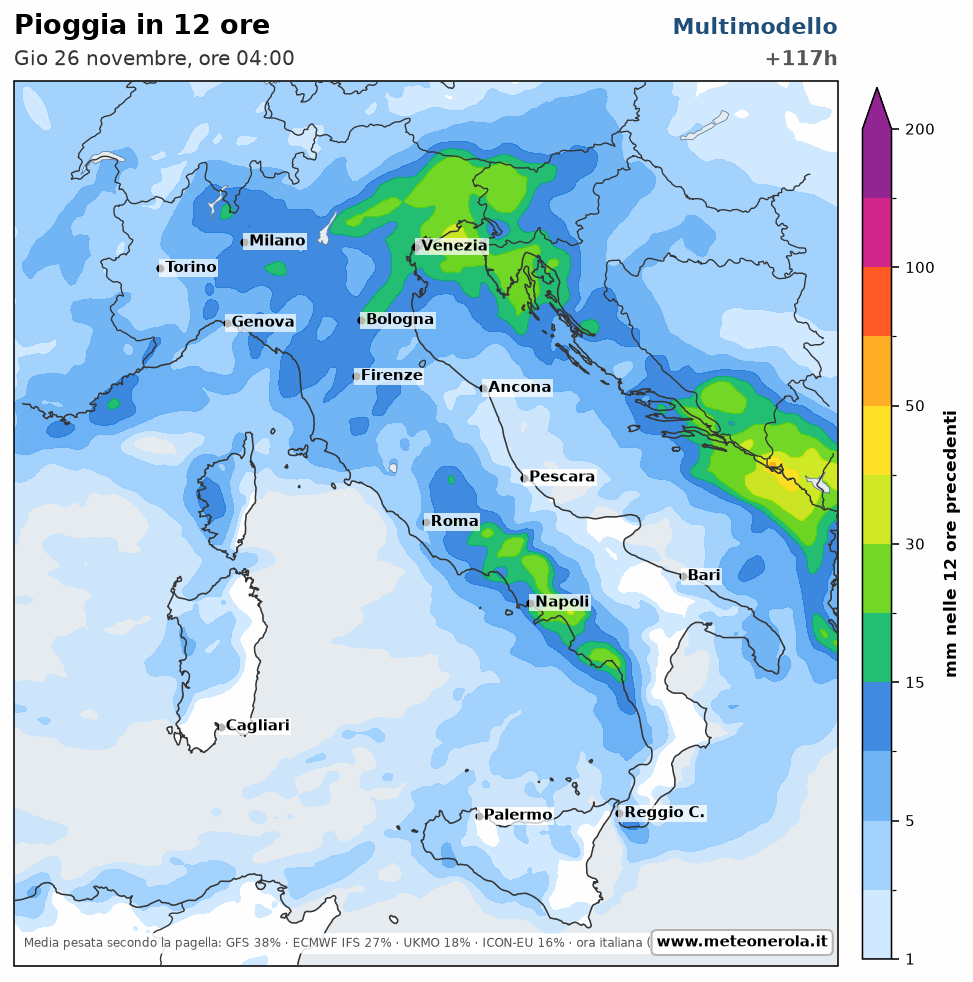 Pioggia in 12 ore
Multimodello
Gio 26 novembre, ore 04:00
+117h
200
100
50
30
15
5
1
mm nelle 12 ore precedenti
Milano
Venezia
Torino
Genova
Bologna
Firenze
Ancona
Pescara
Roma
Bari
Napoli
Cagliari
Palermo
Reggio C.
Media pesata secondo la pagella: GFS 38% · ECMWF IFS 27% · UKMO 18% · ICON-EU 16% · ora italiana (
www.meteonerola.it